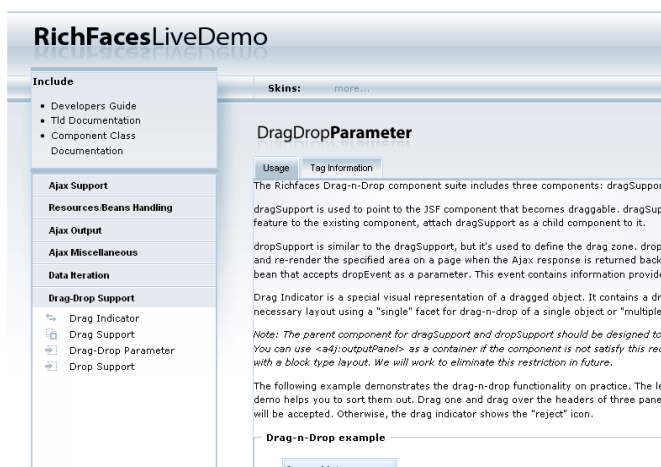 RichFacesLiveDemo
Include
• Developers Guide
• Tld Documentation
• Component Class
Documentation
Ajax Support
Resources/Beans Handling
Ajax Output
Ajax Miscellaneous
Data Iteration
Drag-Drop Support
Drag Indicator
Drag Support
Drag-Drop Parameter
Drop Support
Skins: more...
DragDropParameter
Usage Tag Information
The Richfaces Drag-n-Drop component suite includes three components: dragSuppor
dragSupport is used to point to the JSF component that becomes draggable. dragSup
feature to the existing component, attach dragSupport as a child component to it.
dropSupport is similar to the dragSupport, but it's used to define the drag zone. drop
and re-render the specified area on a page when the Ajax response is returned back
bean that accepts dropEvent as a parameter. This event contains information provide
Drag Indicator is a special visual representation of a dragged object. It contains a dr
necessary layout using a "single" facet for drag-n-drop of a single object or "multiple
Note: The parent component for dragSupport and dropSupport should be designed to
You can use <a4j:outputPanel> as a container if the component is not satisfy this rec
with a block type layout. We will work to eliminate this restriction in future.
The following example demonstrates the drag-n-drop functionality on practice. The le
demo helps you to sort them out. Drag one and drag over the headers of three pane
will be accepted. Otherwise, the drag indicator shows the "reject" icon.
Drag-n-Drop example